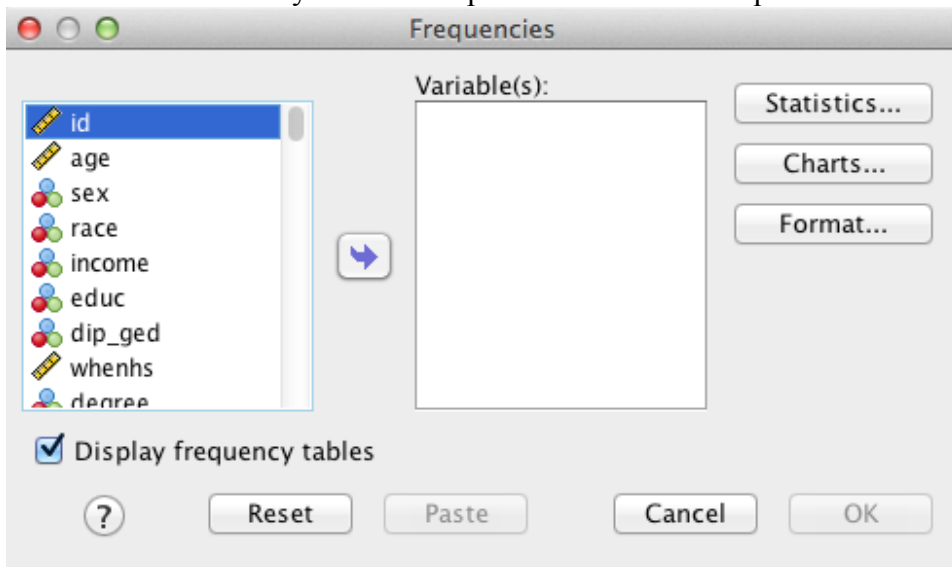 Frequencies
Variable(s):
id
age
sex
race
income
educ
dip_ged
whenhs
degree
Statistics...
Charts...
Format...
Display frequency tables
?
Reset
Paste
Cancel
OK